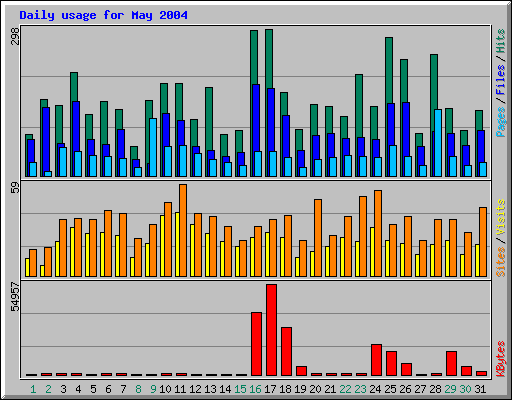 Daily usage for May 2004
298
Pages / Files / Hits
59
Sites / Visits
54957
KBytes
1 2 3 4 5 6 7 8 9 10 11 12 13 14 15 16 17 18 19 20 21 22 23 24 25 26 27 28 29 30 31